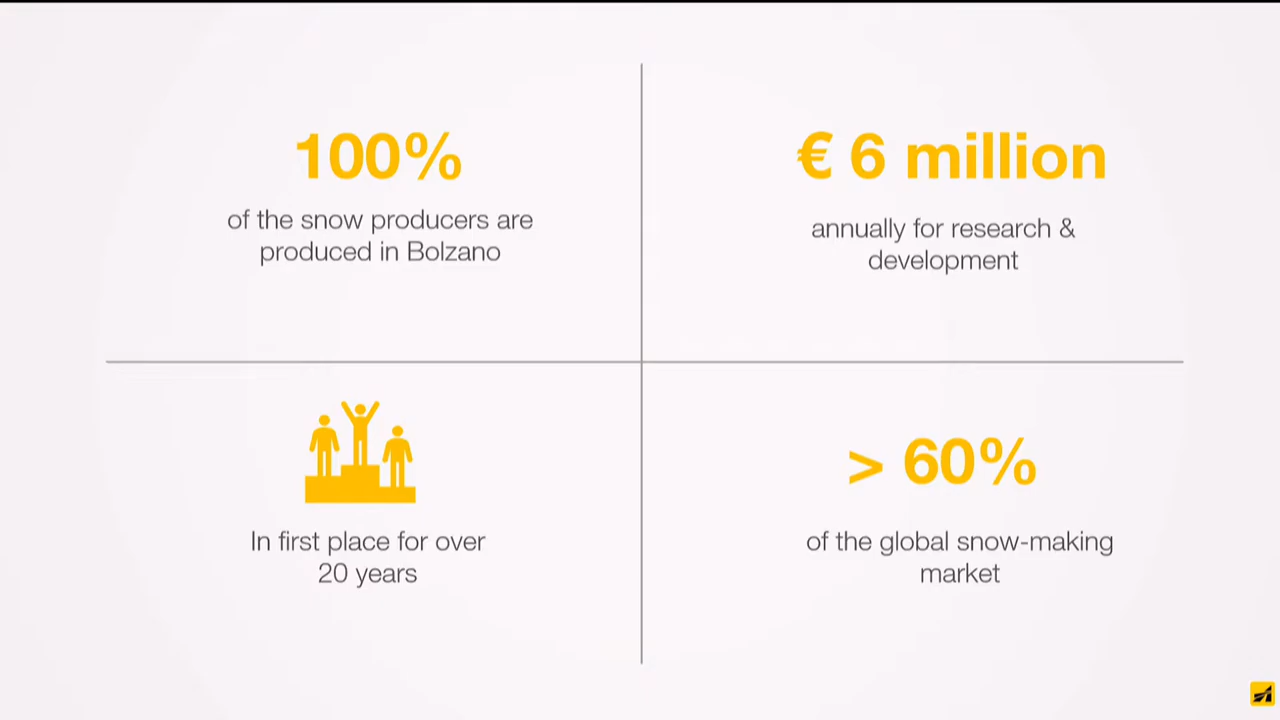 100%
of the snow producers are
produced in Bolzano
€ 6 million
annually for research &
development
In first place for over
20 years
> 60%
of the global snow-making
market